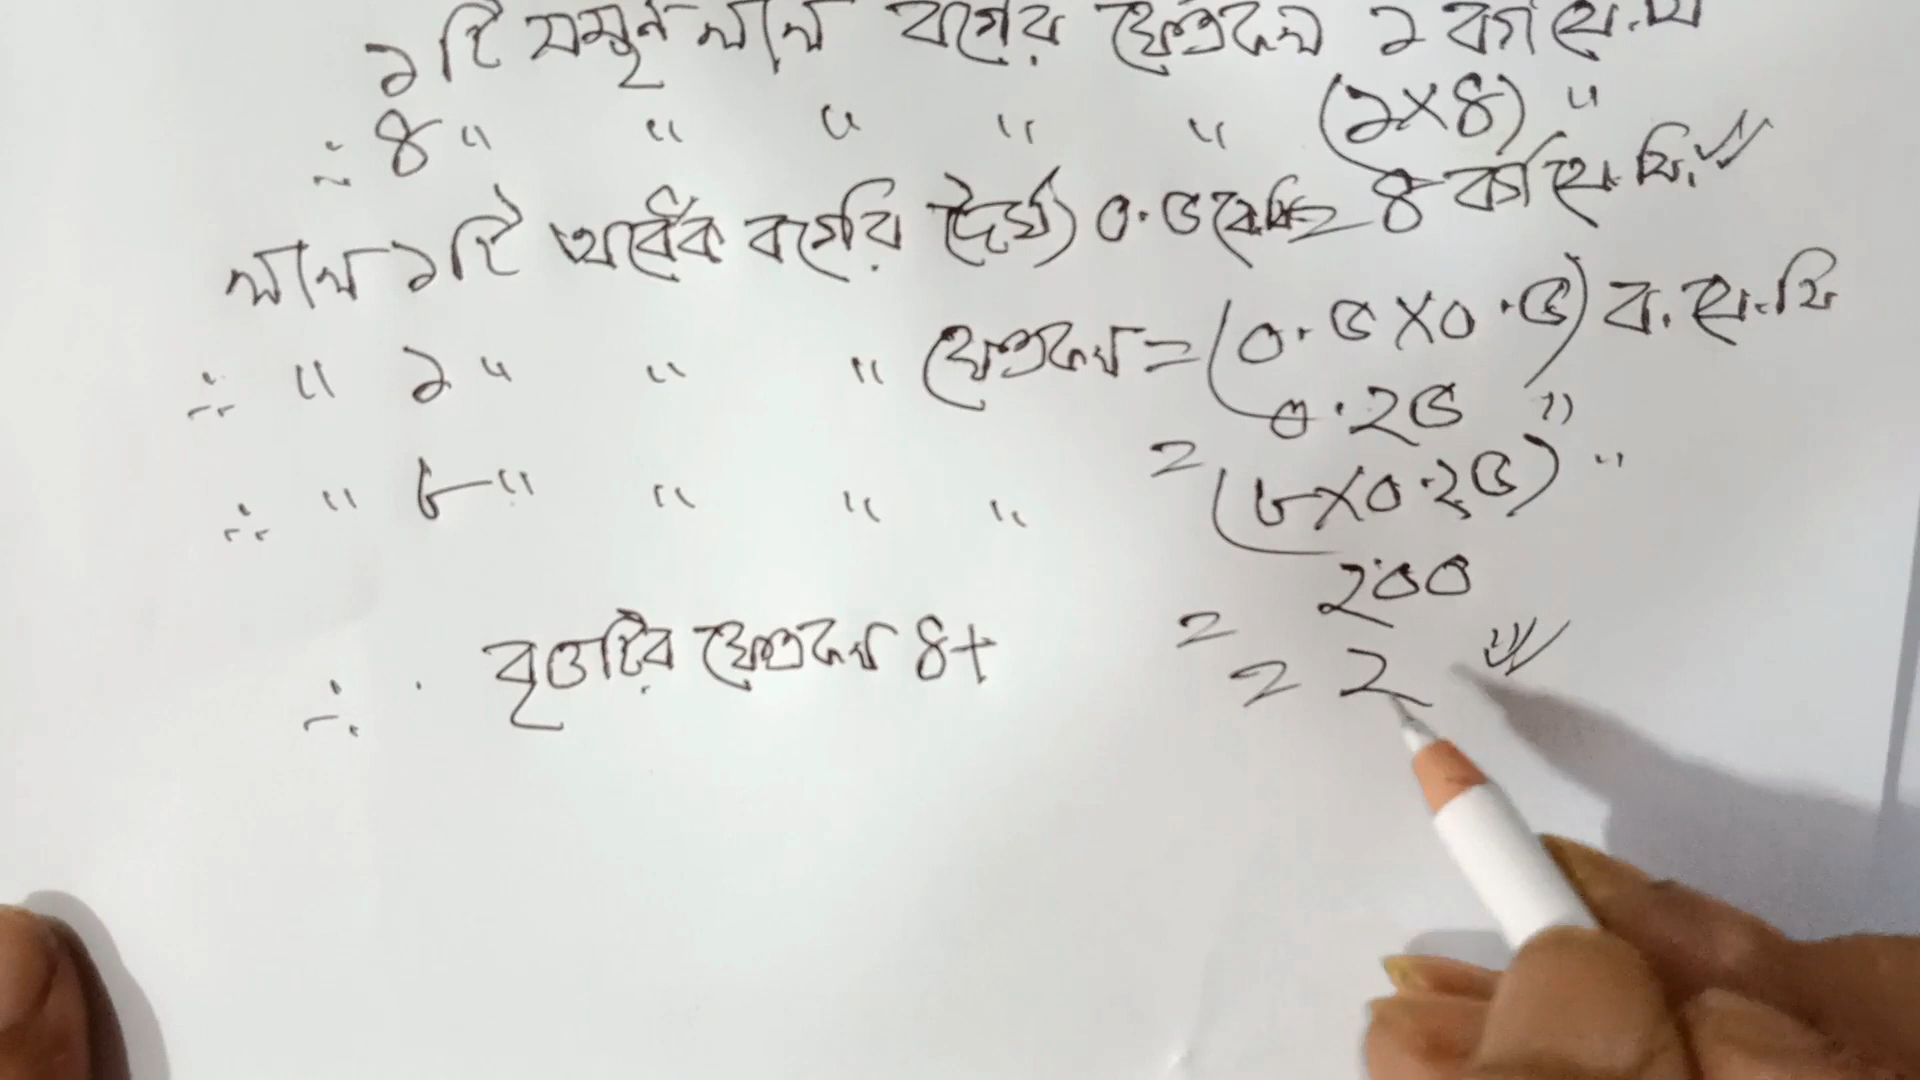 ১টি সম্পূর্ণ লাল বর্গের ক্ষেত্রফল ১ বর্গ সে.মি
∴ ৪ " " " " " (১×৪) "
= ৪ বর্গ সে.মি.
লাল ১টি অর্ধেক বর্গের দৈর্ঘ্য ০.৫ সেমি
∴ " ১ " " " ক্ষেত্রফল = (০.৫×০.৫) ব.সে.মি
= ০.২৫ "
∴ " ৮ " " " " (৮×০.২৫) "
= ২.০০
= ২
∴ বৃত্তটির ক্ষেত্রফল ৪+